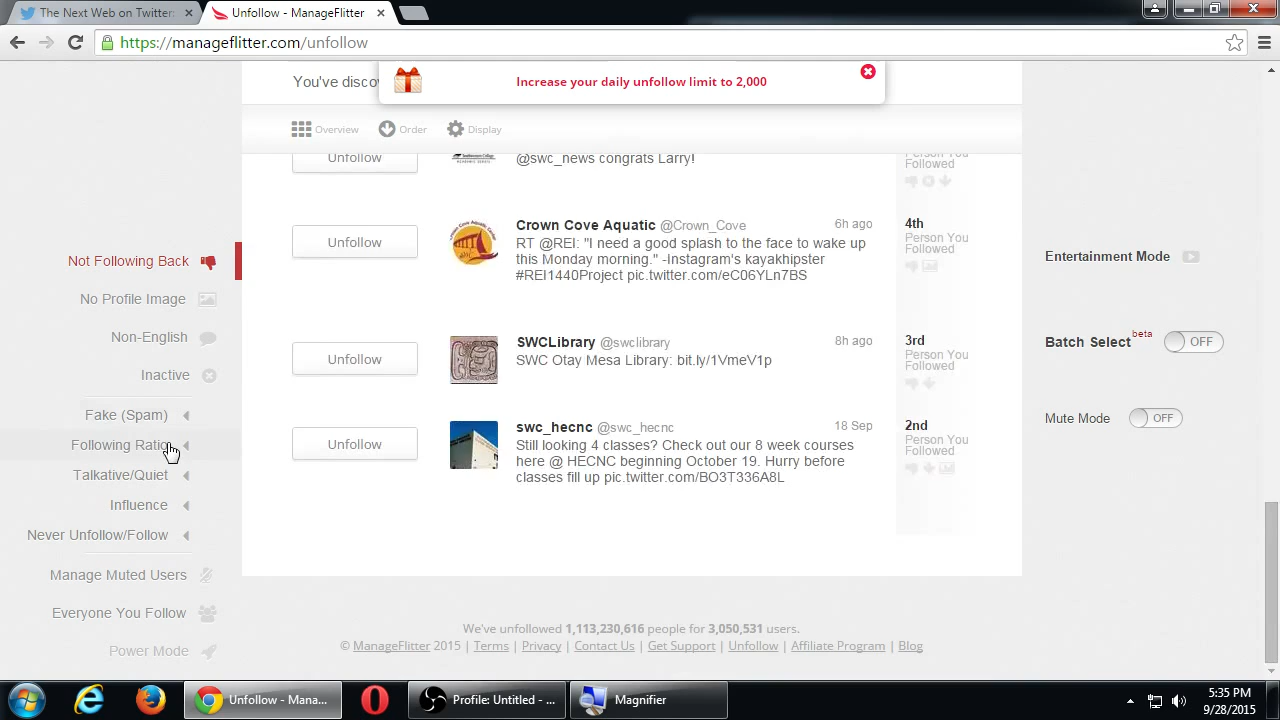 The Next Web on Twitter:
Unfollow - ManageFlitter
https://manageflitter.com/unfollow
You've disco
Increase your daily unfollow limit to 2,000
Overview
Order
Display
Unfollow
@swc_news congrats Larry!
Person You
Followed
Unfollow
Crown Cove Aquatic @Crown_Cove
6h ago
RT @REI: "I need a good splash to the face to wake up
this Monday morning." -Instagram's kayakhipster
#REI1440Project pic.twitter.com/eC06YLn7BS
4th
Person You
Followed
Unfollow
SWCLibrary @swclibrary
8h ago
SWC Otay Mesa Library: bit.ly/1VmeV1p
3rd
Person You
Followed
Unfollow
swc_hecnc @swc_hecnc
18 Sep
Still looking 4 classes? Check out our 8 week courses
here @ HECNC beginning October 19. Hurry before
classes fill up pic.twitter.com/BO3T336A8L
2nd
Person You
Followed
Not Following Back
No Profile Image
Non-English
Inactive
Fake (Spam)
Following Ratio
Talkative/Quiet
Influence
Never Unfollow/Follow
Manage Muted Users
Everyone You Follow
Power Mode
Entertainment Mode
Batch Select beta OFF
Mute Mode OFF
We've unfollowed 1,113,230,616 people for 3,050,531 users.
© ManageFlitter 2015 | Terms | Privacy | Contact Us | Get Support | Unfollow | Affiliate Program | Blog
Unfollow - Mana...
Profile: Untitled - ...
Magnifier
5:35 PM
9/28/2015